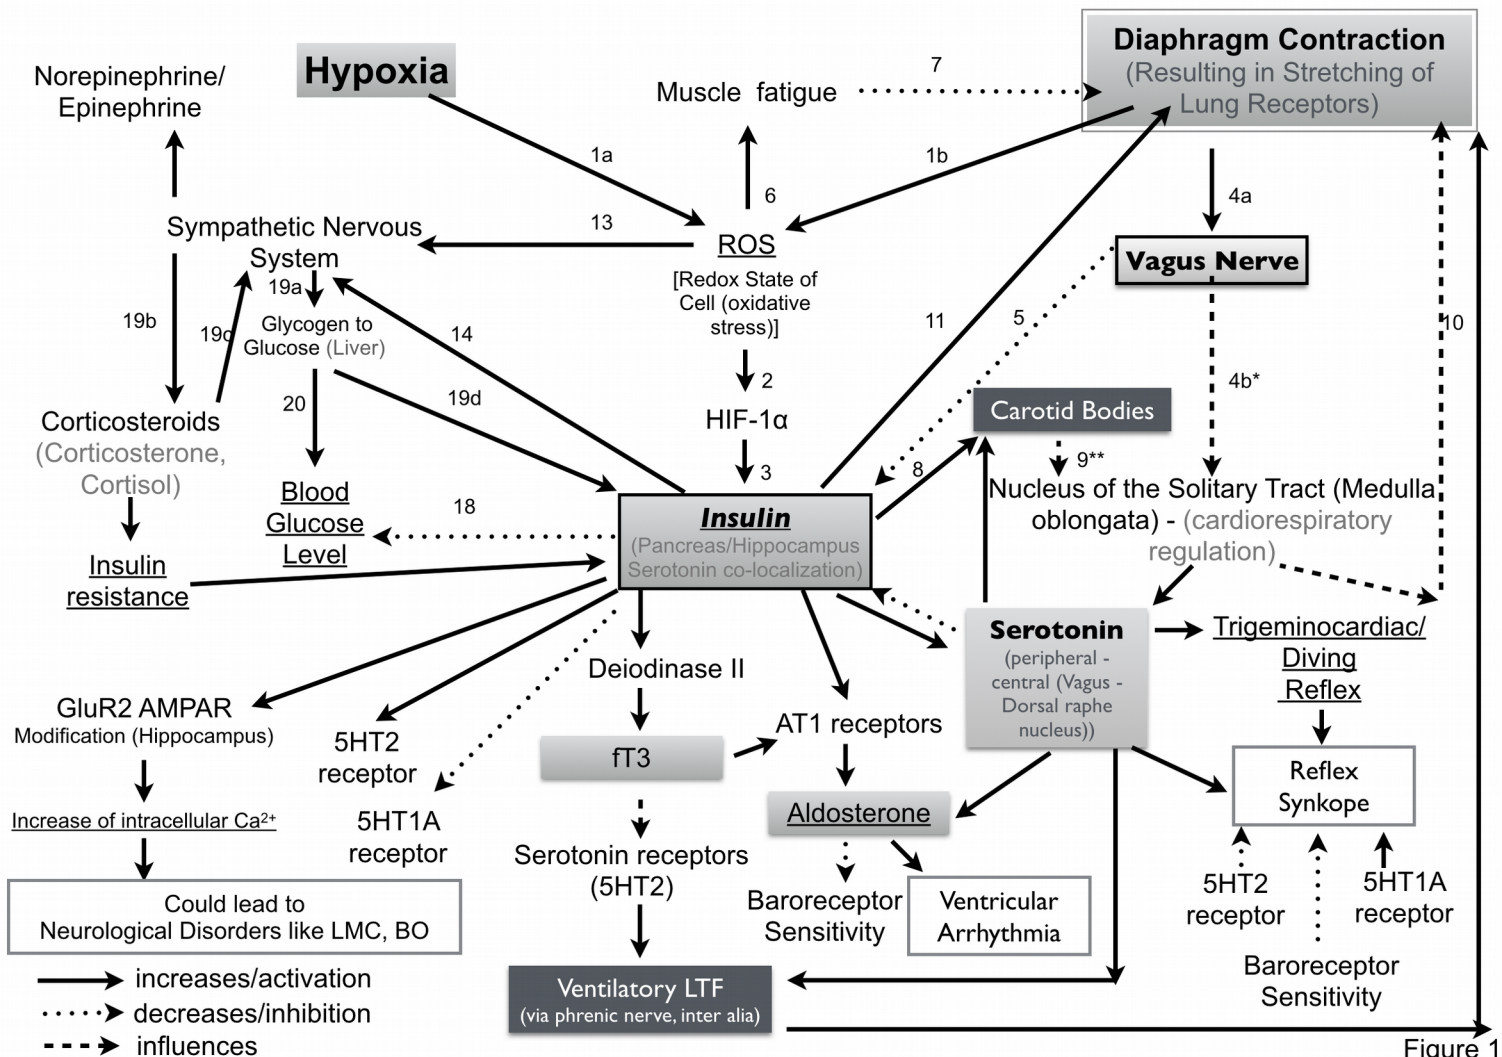 Diaphragm Contraction
(Resulting in Stretching of
Lung Receptors)
Norepinephrine/
Epinephrine
Hypoxia
Muscle fatigue
7
1a
1b
6
4a
Sympathetic Nervous
System
13
ROS
[Redox State of
Cell (oxidative
stress)]
Vagus Nerve
19a
19b
19c
Glycogen to
Glucose (Liver)
14
11
5
10
2
4b*
20
19d
HIF-1α
Carotid Bodies
Corticosteroids
(Corticosterone,
Cortisol)
3
8
9**
Blood
Glucose
Level
18
Insulin
(Pancreas/Hippocampus
Serotonin co-localization)
Nucleus of the Solitary Tract (Medulla
oblongata) - (cardiorespiratory
regulation)
Insulin
resistance
Serotonin
(peripheral -
central (Vagus -
Dorsal raphe
nucleus))
Trigeminocardiac/
Diving
Reflex
Deiodinase II
GluR2 AMPAR
Modification (Hippocampus)
5HT2
receptor
fT3
AT1 receptors
Reflex
Synkope
Increase of intracellular Ca2+
5HT1A
receptor
Aldosterone
Serotonin receptors
(5HT2)
Baroreceptor
Sensitivity
Ventricular
Arrhythmia
5HT2
receptor
5HT1A
receptor
Could lead to
Neurological Disorders like LMC, BO
Baroreceptor
Sensitivity
increases/activation
decreases/inhibition
influences
Ventilatory LTF
(via phrenic nerve, inter alia)
Figure 1